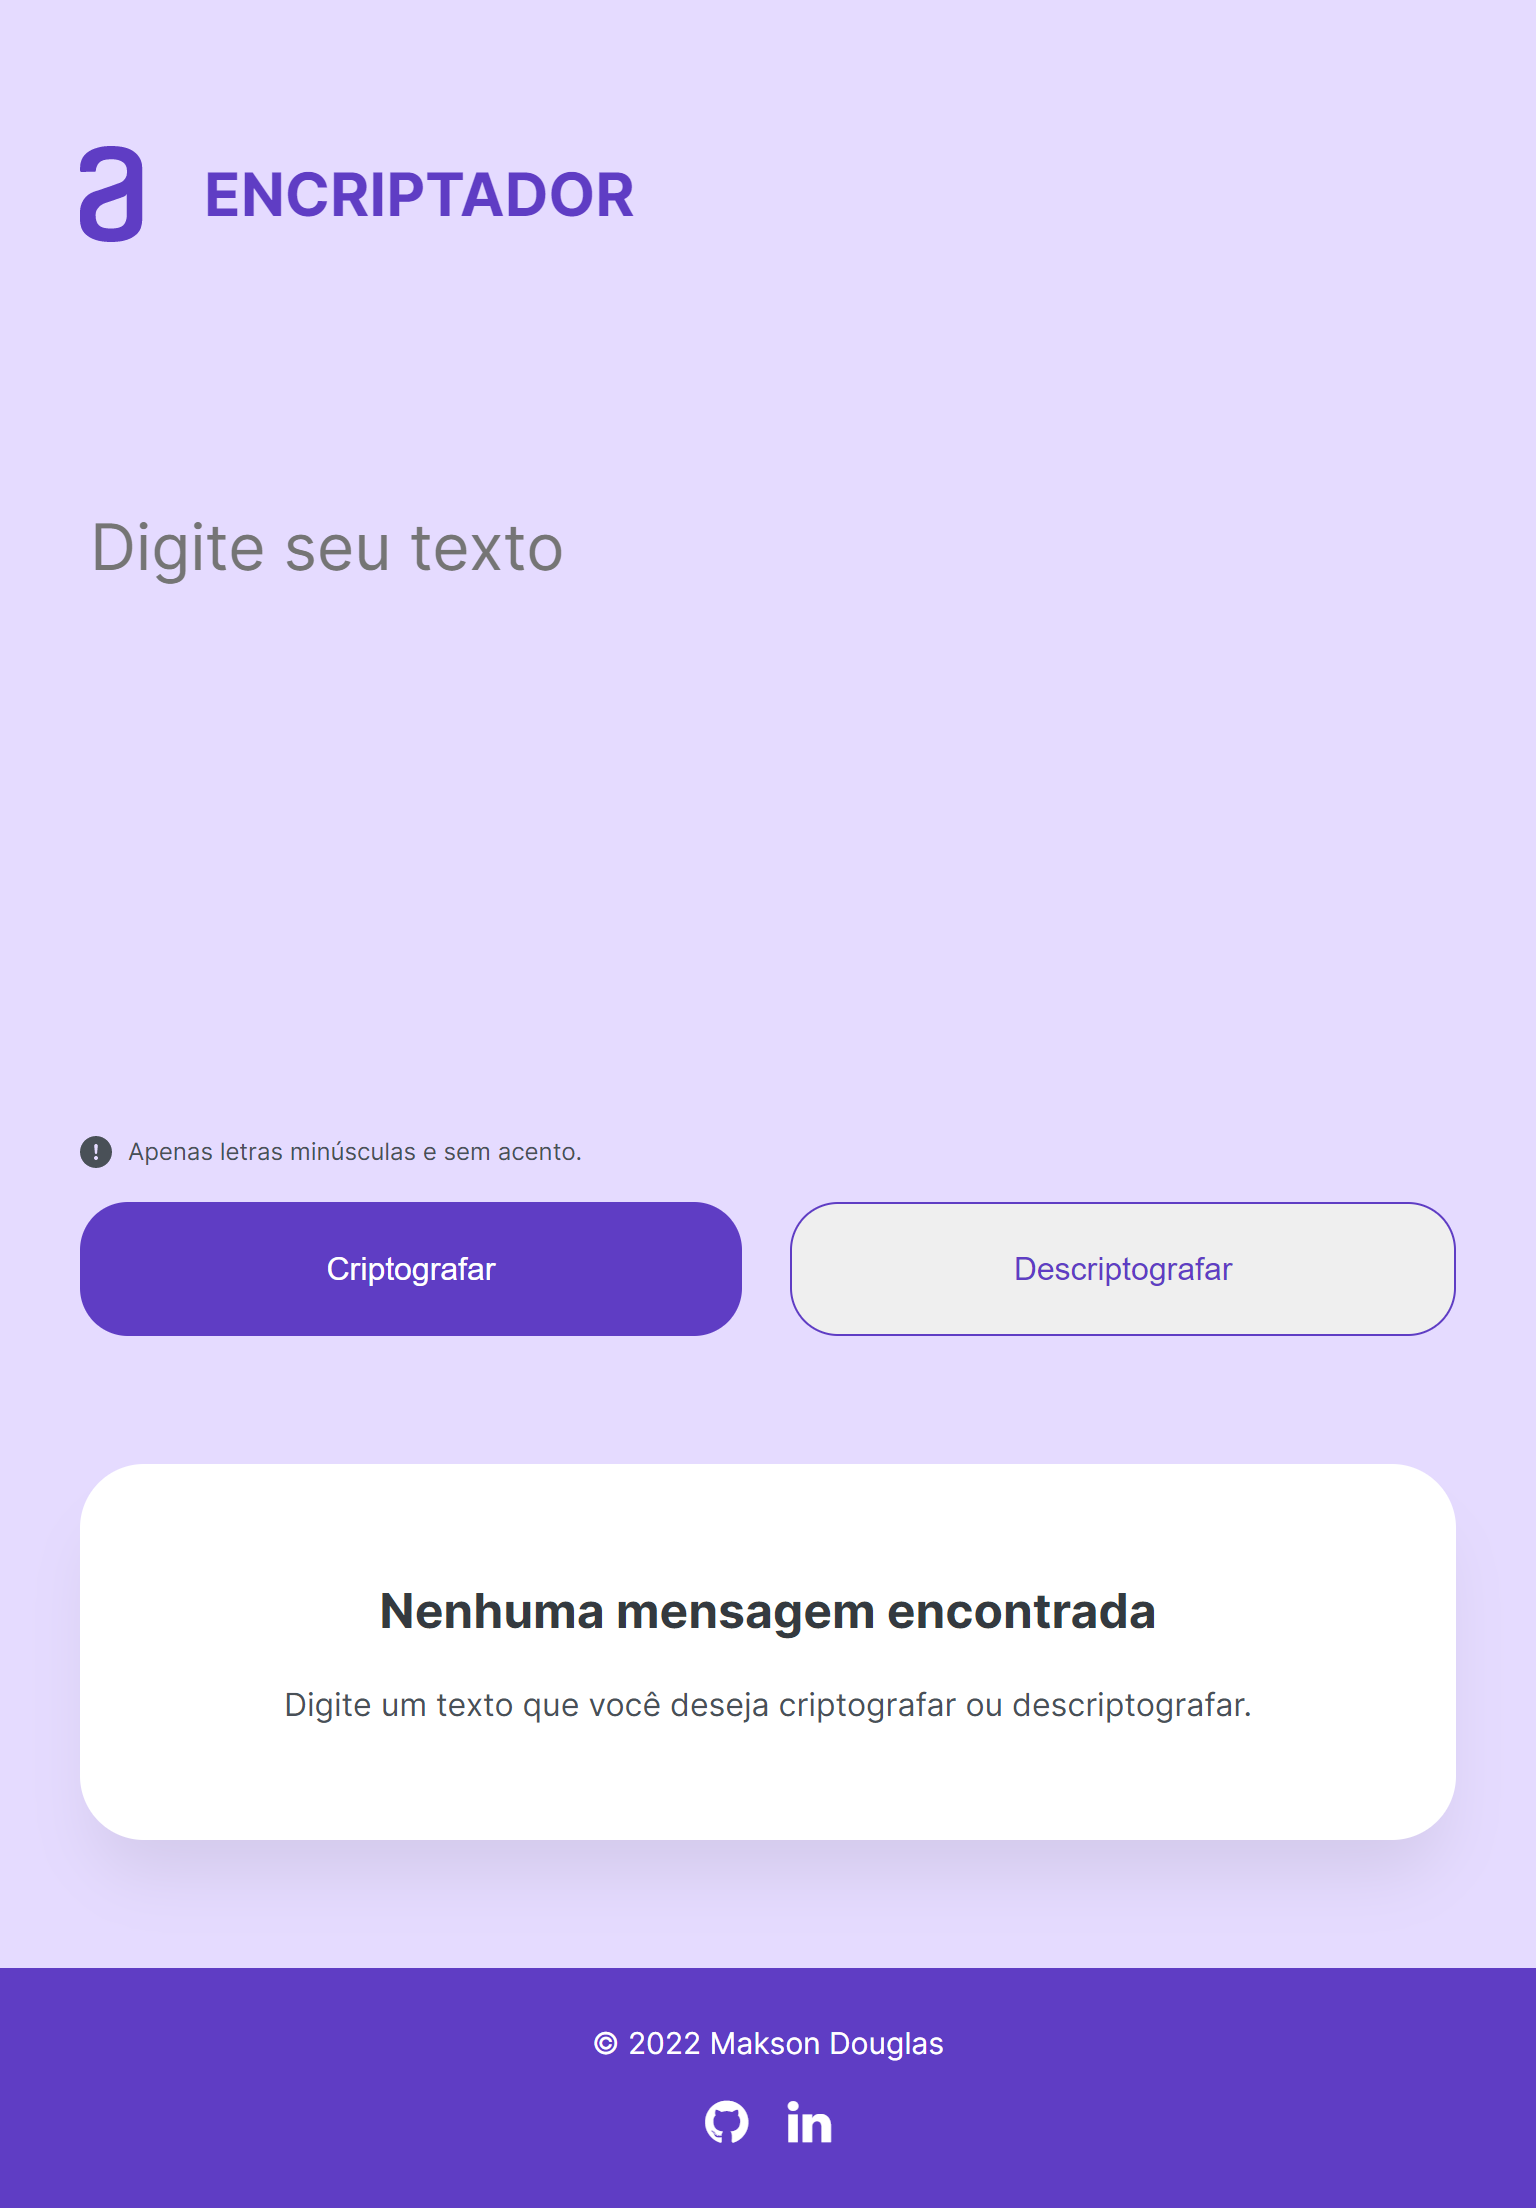 a ENCRIPTADOR
Digite seu texto
Apenas letras minúsculas e sem acento.
Criptografar Descriptografar
Nenhuma mensagem encontrada
Digite um texto que você deseja criptografar ou descriptografar.
© 2022 Makson Douglas
in